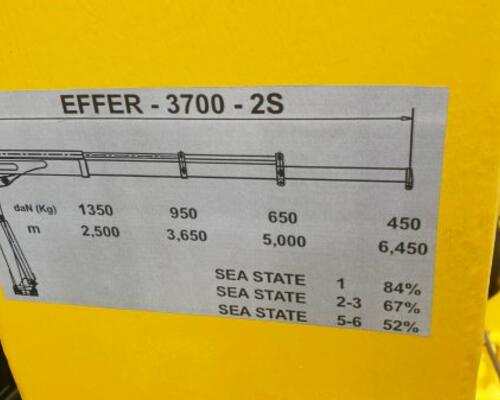 EFFER - 3700 - 2S
daN (Kg) 1350 950 650 450
m 2,500 3,650 5,000 6,450
SEA STATE 1 84%
SEA STATE 2-3 67%
SEA STATE 5-6 52%